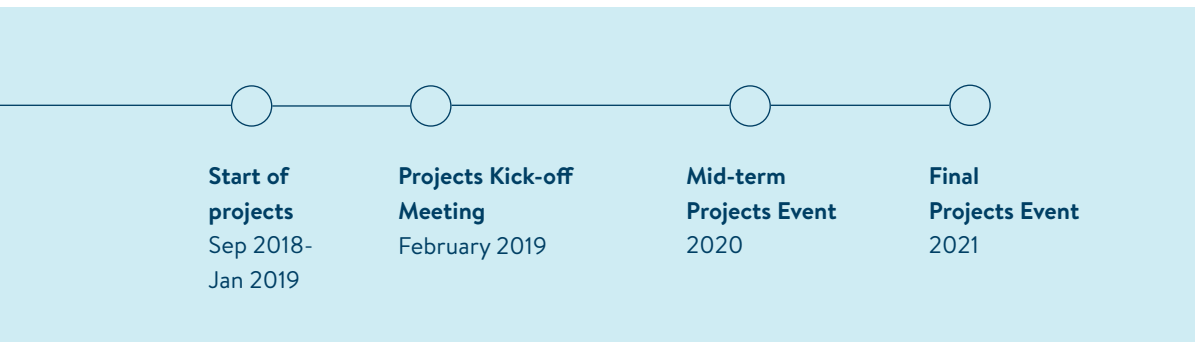 Start of
projects
Sep 2018-
Jan 2019
Projects Kick-off
Meeting
February 2019
Mid-term
Projects Event
2020
Final
Projects Event
2021